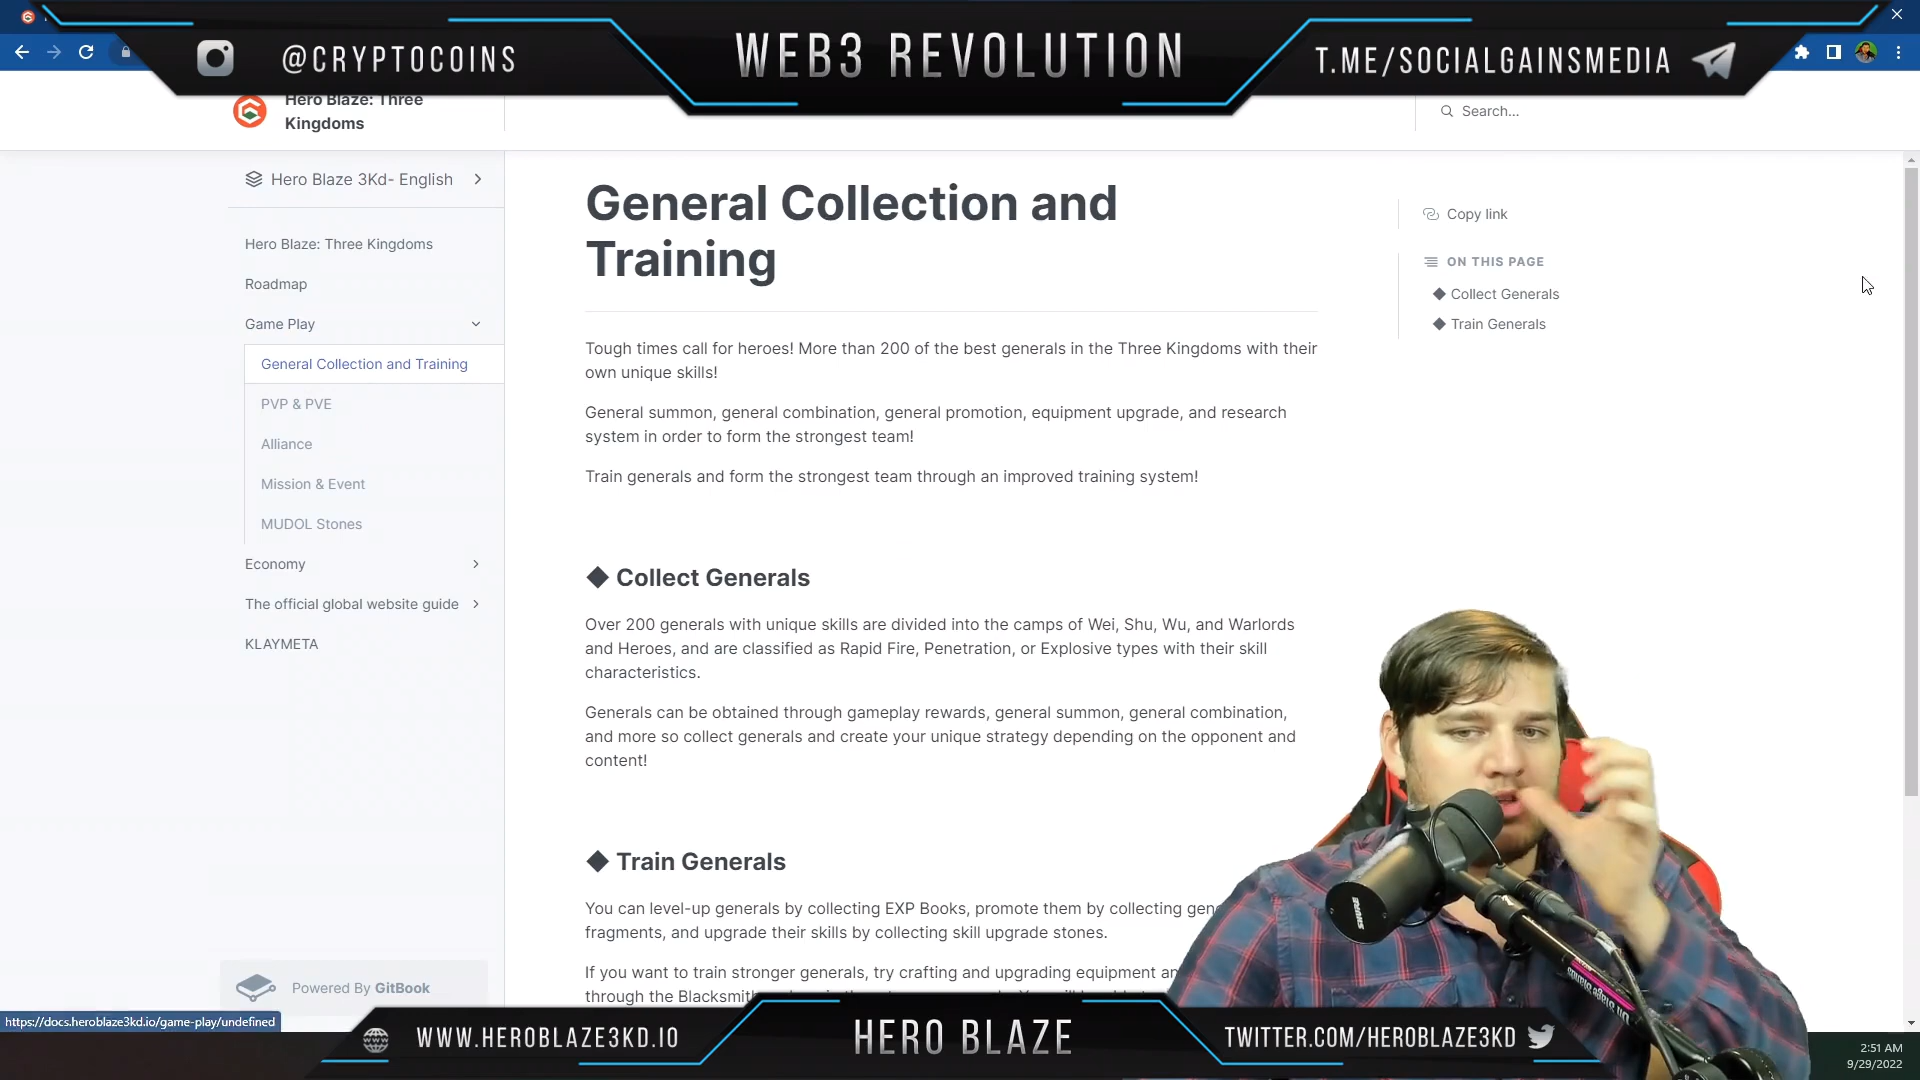 @CRYPTOCOINS
WEB3 REVOLUTION
T.ME/SOCIALGAINSMEDIA
Hero Blaze: Three
Kingdoms
Search...
Hero Blaze 3Kd- English
Hero Blaze: Three Kingdoms
Roadmap
Game Play
General Collection and Training
PVP & PVE
Alliance
Mission & Event
MUDOL Stones
Economy
The official global website guide
KLAYMETA
Powered By GitBook
https://docs.heroblaze3kd.io/game-play/undefined
General Collection and
Training
Tough times call for heroes! More than 200 of the best generals in the Three Kingdoms with their
own unique skills!
General summon, general combination, general promotion, equipment upgrade, and research
system in order to form the strongest team!
Train generals and form the strongest team through an improved training system!
◆ Collect Generals
Over 200 generals with unique skills are divided into the camps of Wei, Shu, Wu, and Warlords
and Heroes, and are classified as Rapid Fire, Penetration, or Explosive types with their skill
characteristics.
Generals can be obtained through gameplay rewards, general summon, general combination,
and more so collect generals and create your unique strategy depending on the opponent and
content!
◆ Train Generals
You can level-up generals by collecting EXP Books, promote them by collecting
fragments, and upgrade their skills by collecting skill upgrade stones.
If you want to train stronger generals, try crafting and upgrading equipment
through the Blacksmith
Copy link
ON THIS PAGE
◆ Collect Generals
◆ Train Generals
WWW.HEROBLAZE3KD.IO
HERO BLAZE
TWITTER.COM/HEROBLAZE3KD
2:51 AM
9/29/2022